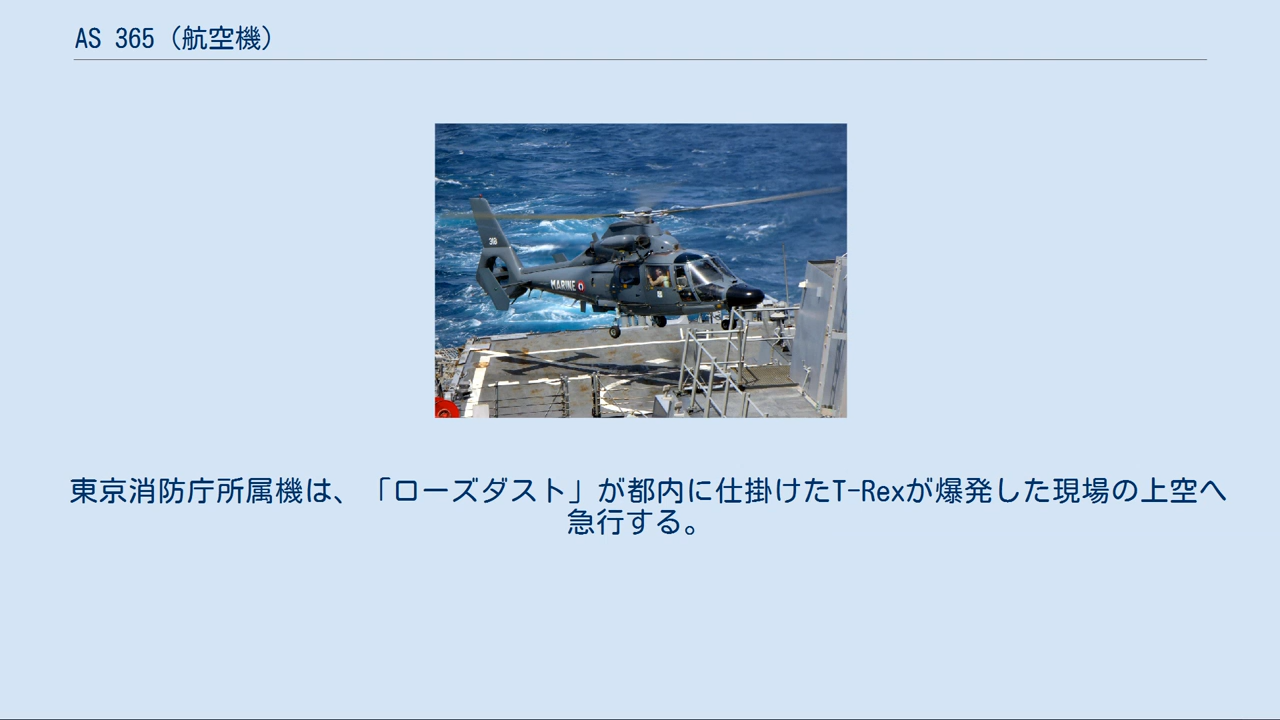 AS 365（航空機）
318
MARINE
東京消防庁所属機は、「ローズダスト」が都内に仕掛けたT-Rexが爆発した現場の上空へ
急行する。